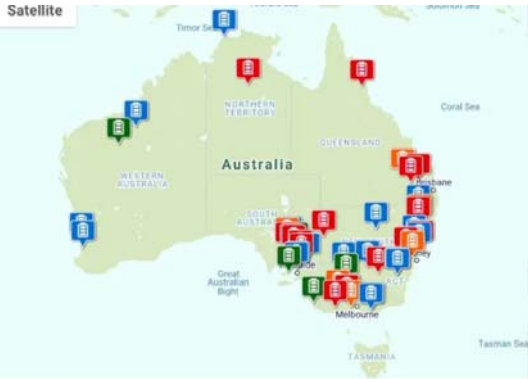 Satellite
Timor Sea
Coral Sea
NORTHERN
TERRITORY
QUEENSLAND
Australia
WESTERN
AUSTRALIA
Brisbane
SOUTH
Great
Australian
Bight
ACT
Melbourne
TASMANIA
Tasman Sea